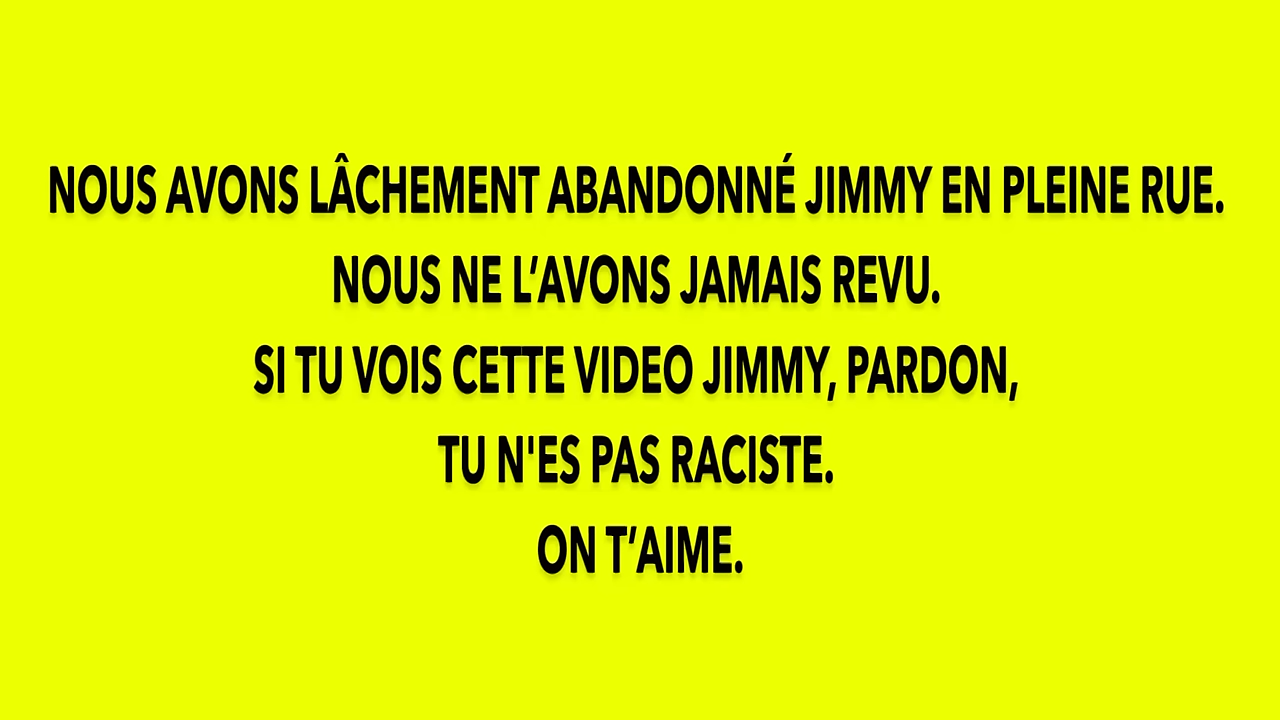 NOUS AVONS LÂCHEMENT ABANDONNÉ JIMMY EN PLEINE RUE.
NOUS NE L’AVONS JAMAIS REVU.
SI TU VOIS CETTE VIDEO JIMMY, PARDON,
TU N'ES PAS RACISTE.
ON T’AIME.